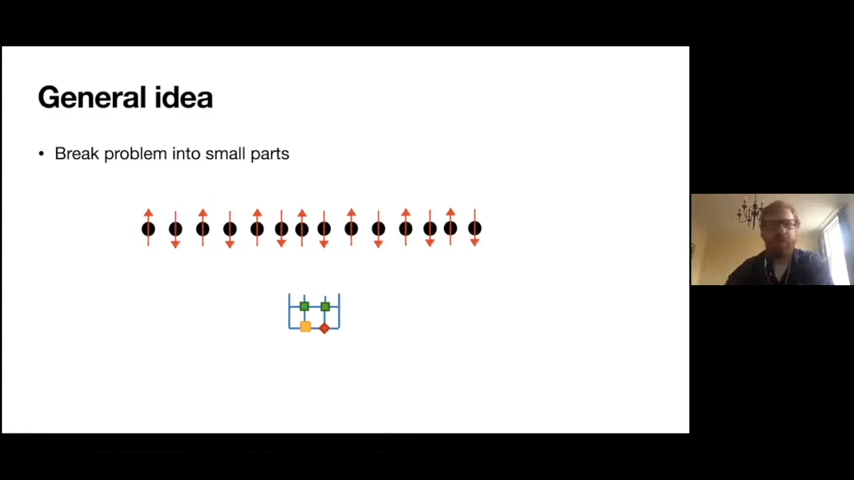 General idea
• Break problem into small parts